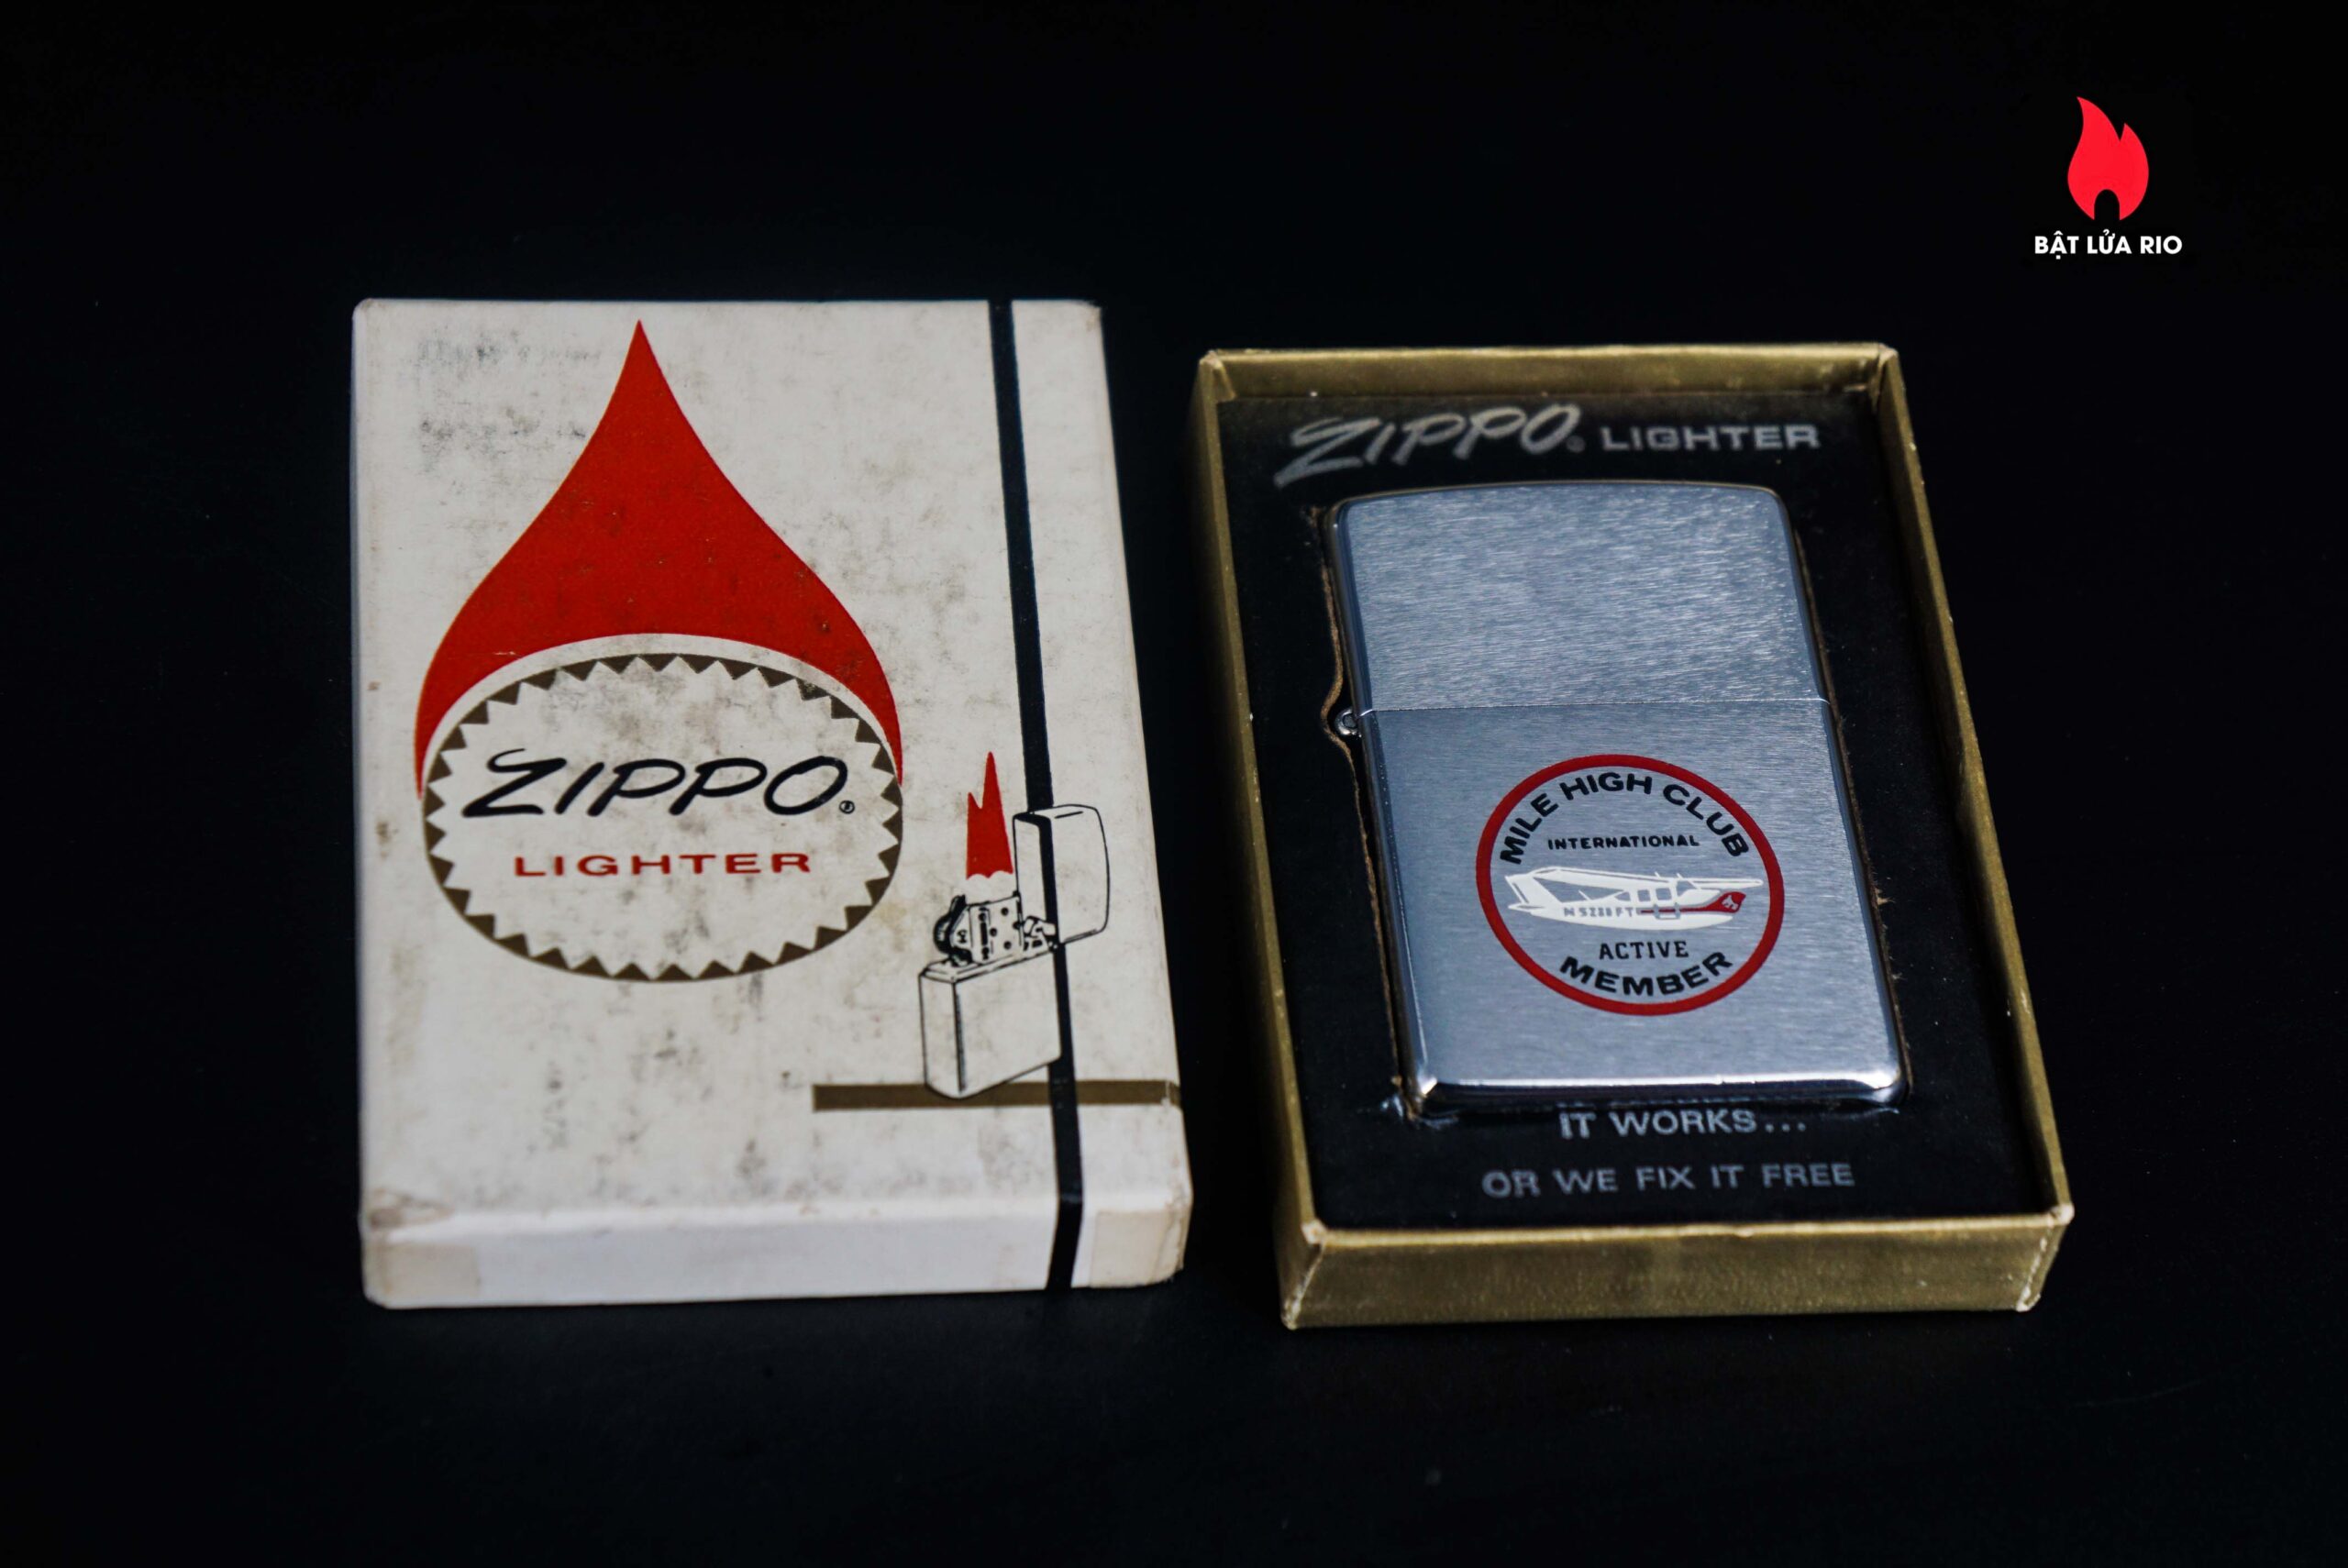 BẬT LỬA RIO
ZIPPO®
LIGHTER
ZIPPO® LIGHTER
MILE HIGH CLUB
INTERNATIONAL
ACTIVE
MEMBER
IT WORKS...
OR WE FIX IT FREE